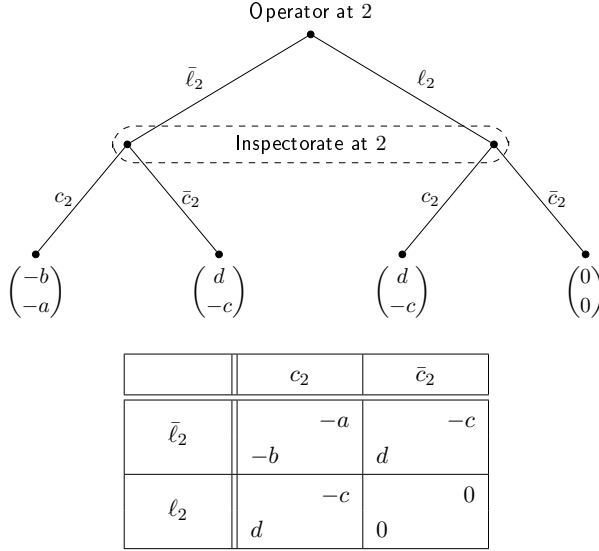 Operator at 2
ℓ̄₂ ℓ₂
Inspectorate at 2
c₂ c̄₂ c₂ c̄₂
(−b −a) (d −c) (d −c) (0 0)
c₂ c̄₂
−a −c
ℓ̄₂
−b d
−c 0
ℓ₂
d 0